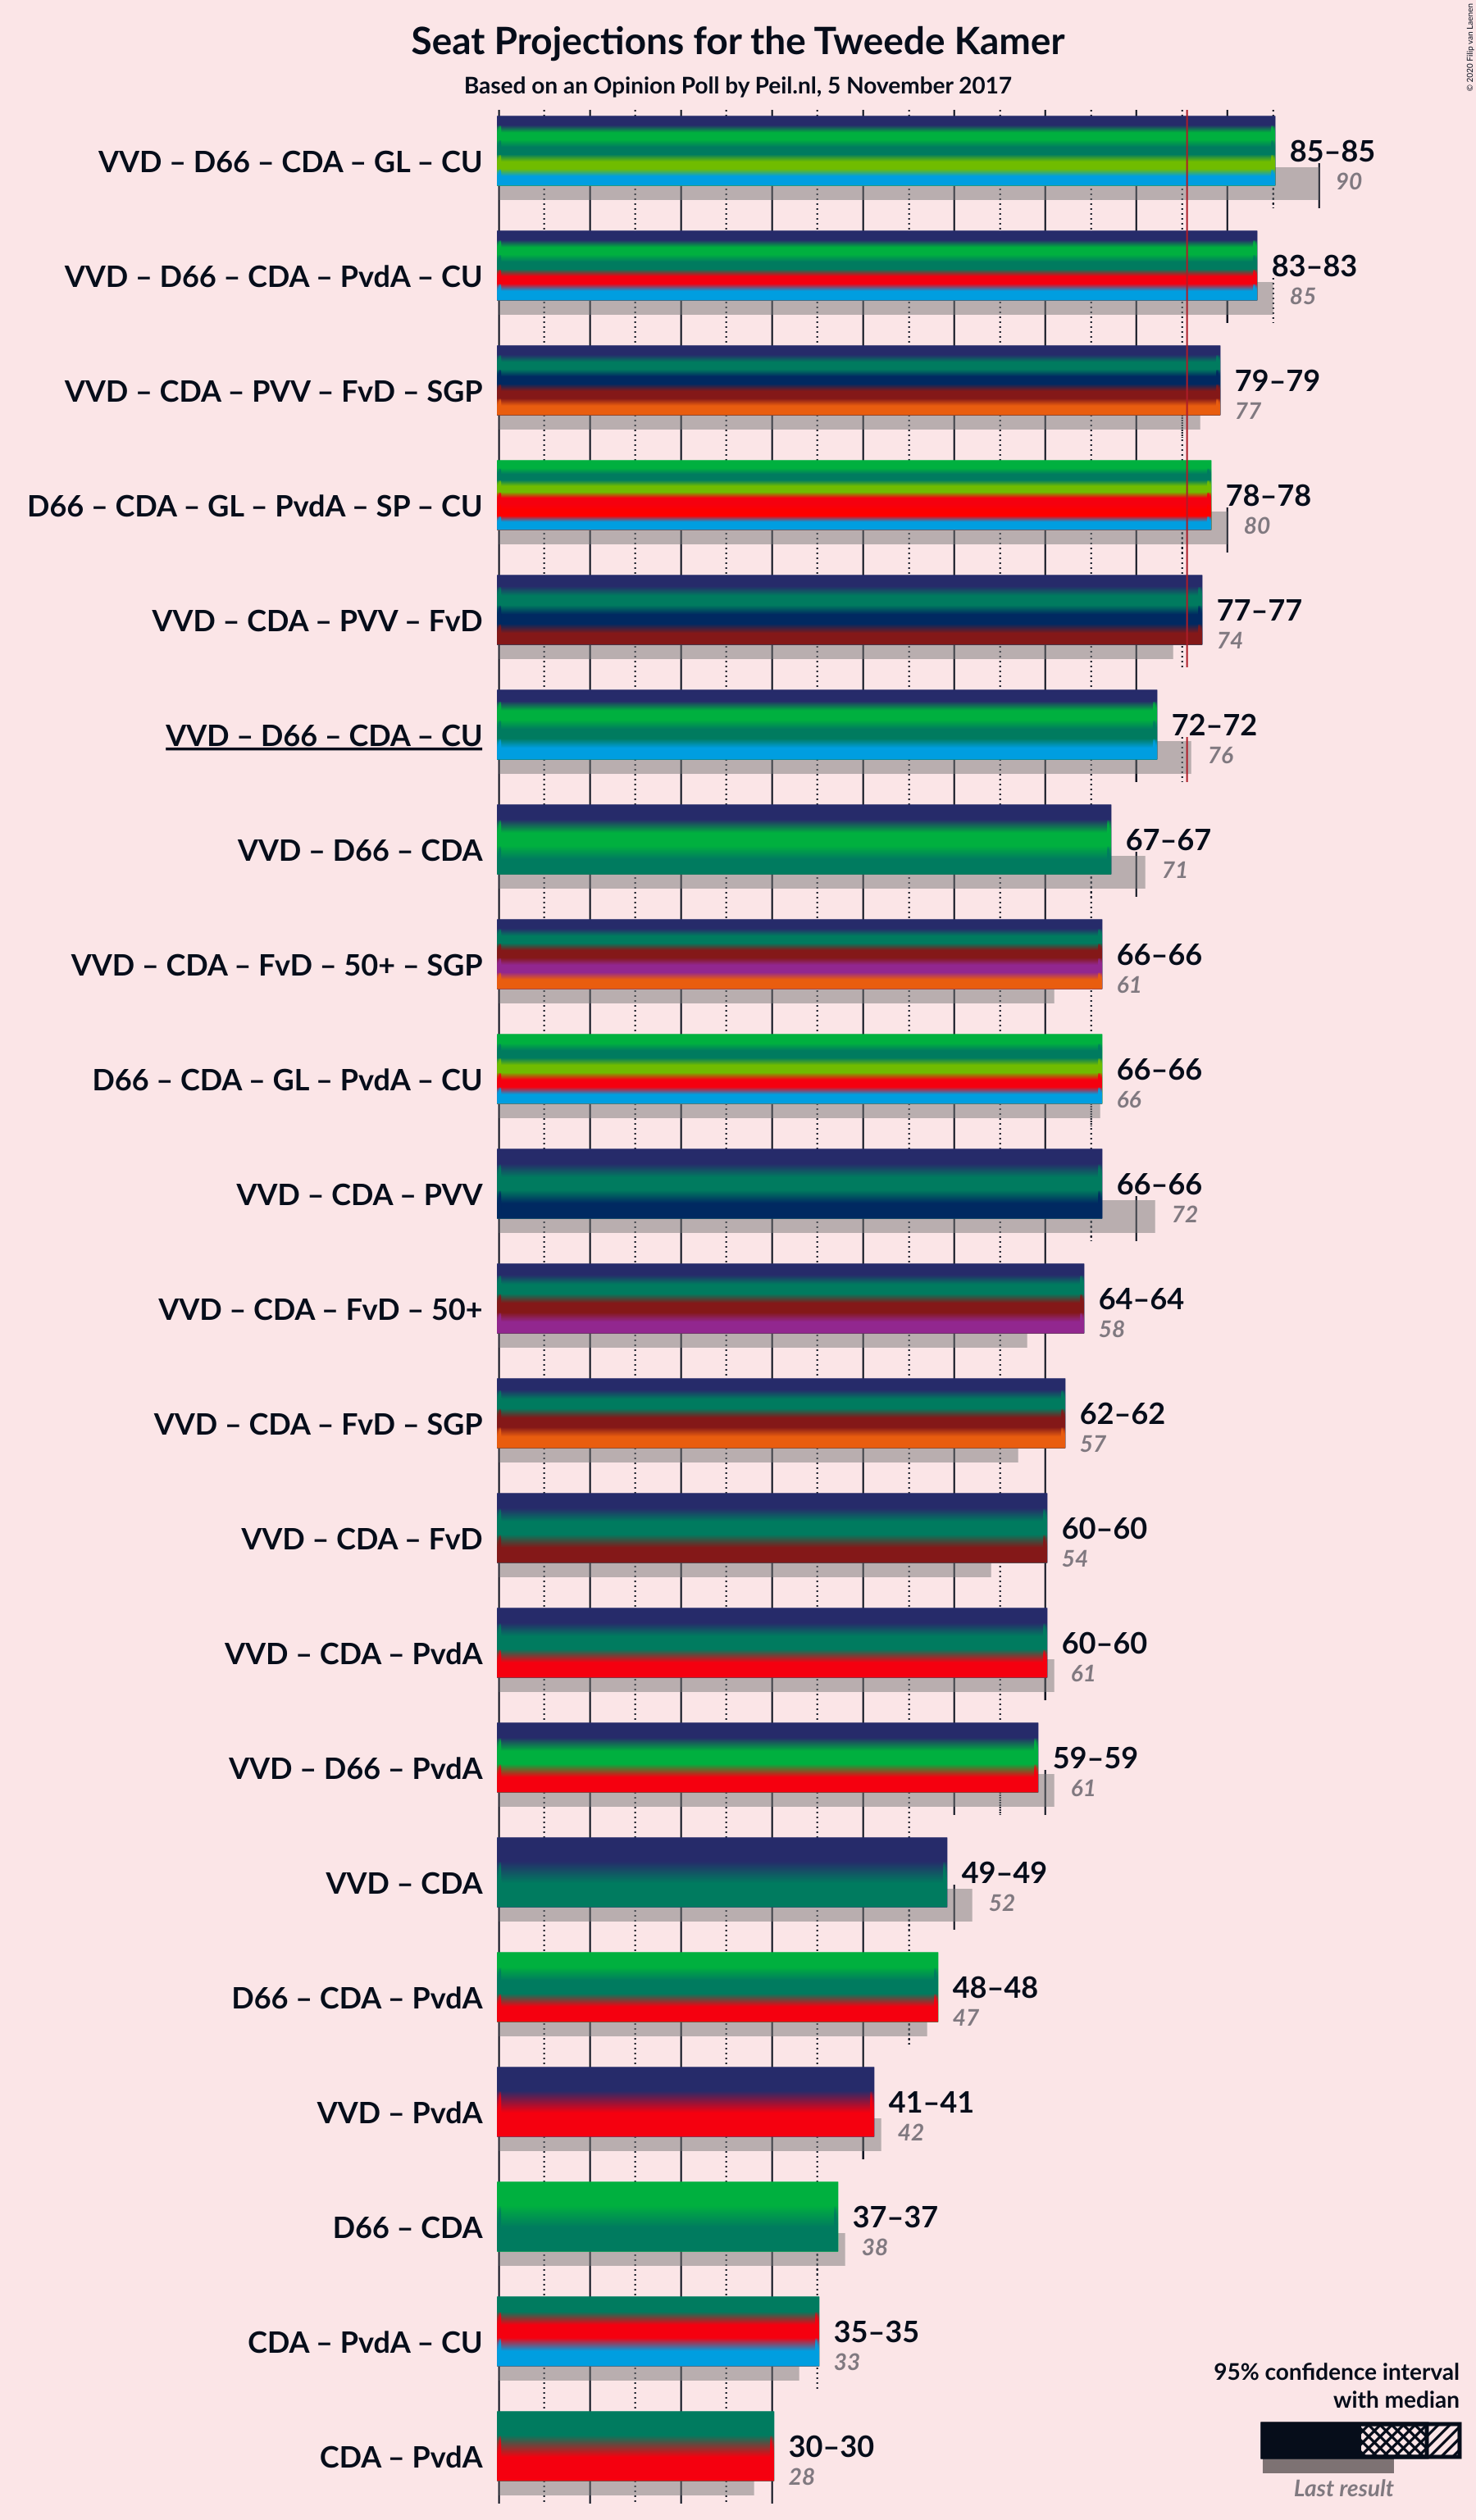 Seat Projections for the Tweede Kamer
Based on an Opinion Poll by Peil.nl, 5 November 2017
© 2020 Filip van Laenen
VVD – D66 – CDA – GL – CU
85–85
90
VVD – D66 – CDA – PvdA – CU
83–83
85
VVD – CDA – PVV – FvD – SGP
79–79
77
D66 – CDA – GL – PvdA – SP – CU
78–78
80
VVD – CDA – PVV – FvD
77–77
74
VVD – D66 – CDA – CU
72–72
76
VVD – D66 – CDA
67–67
71
VVD – CDA – FvD – 50+ – SGP
66–66
61
D66 – CDA – GL – PvdA – CU
66–66
66
VVD – CDA – PVV
66–66
72
VVD – CDA – FvD – 50+
64–64
58
VVD – CDA – FvD – SGP
62–62
57
VVD – CDA – FvD
60–60
54
VVD – CDA – PvdA
60–60
61
VVD – D66 – PvdA
59–59
61
VVD – CDA
49–49
52
D66 – CDA – PvdA
48–48
47
VVD – PvdA
41–41
42
D66 – CDA
37–37
38
CDA – PvdA – CU
35–35
33
CDA – PvdA
30–30
28
95% confidence interval
with median
Last result